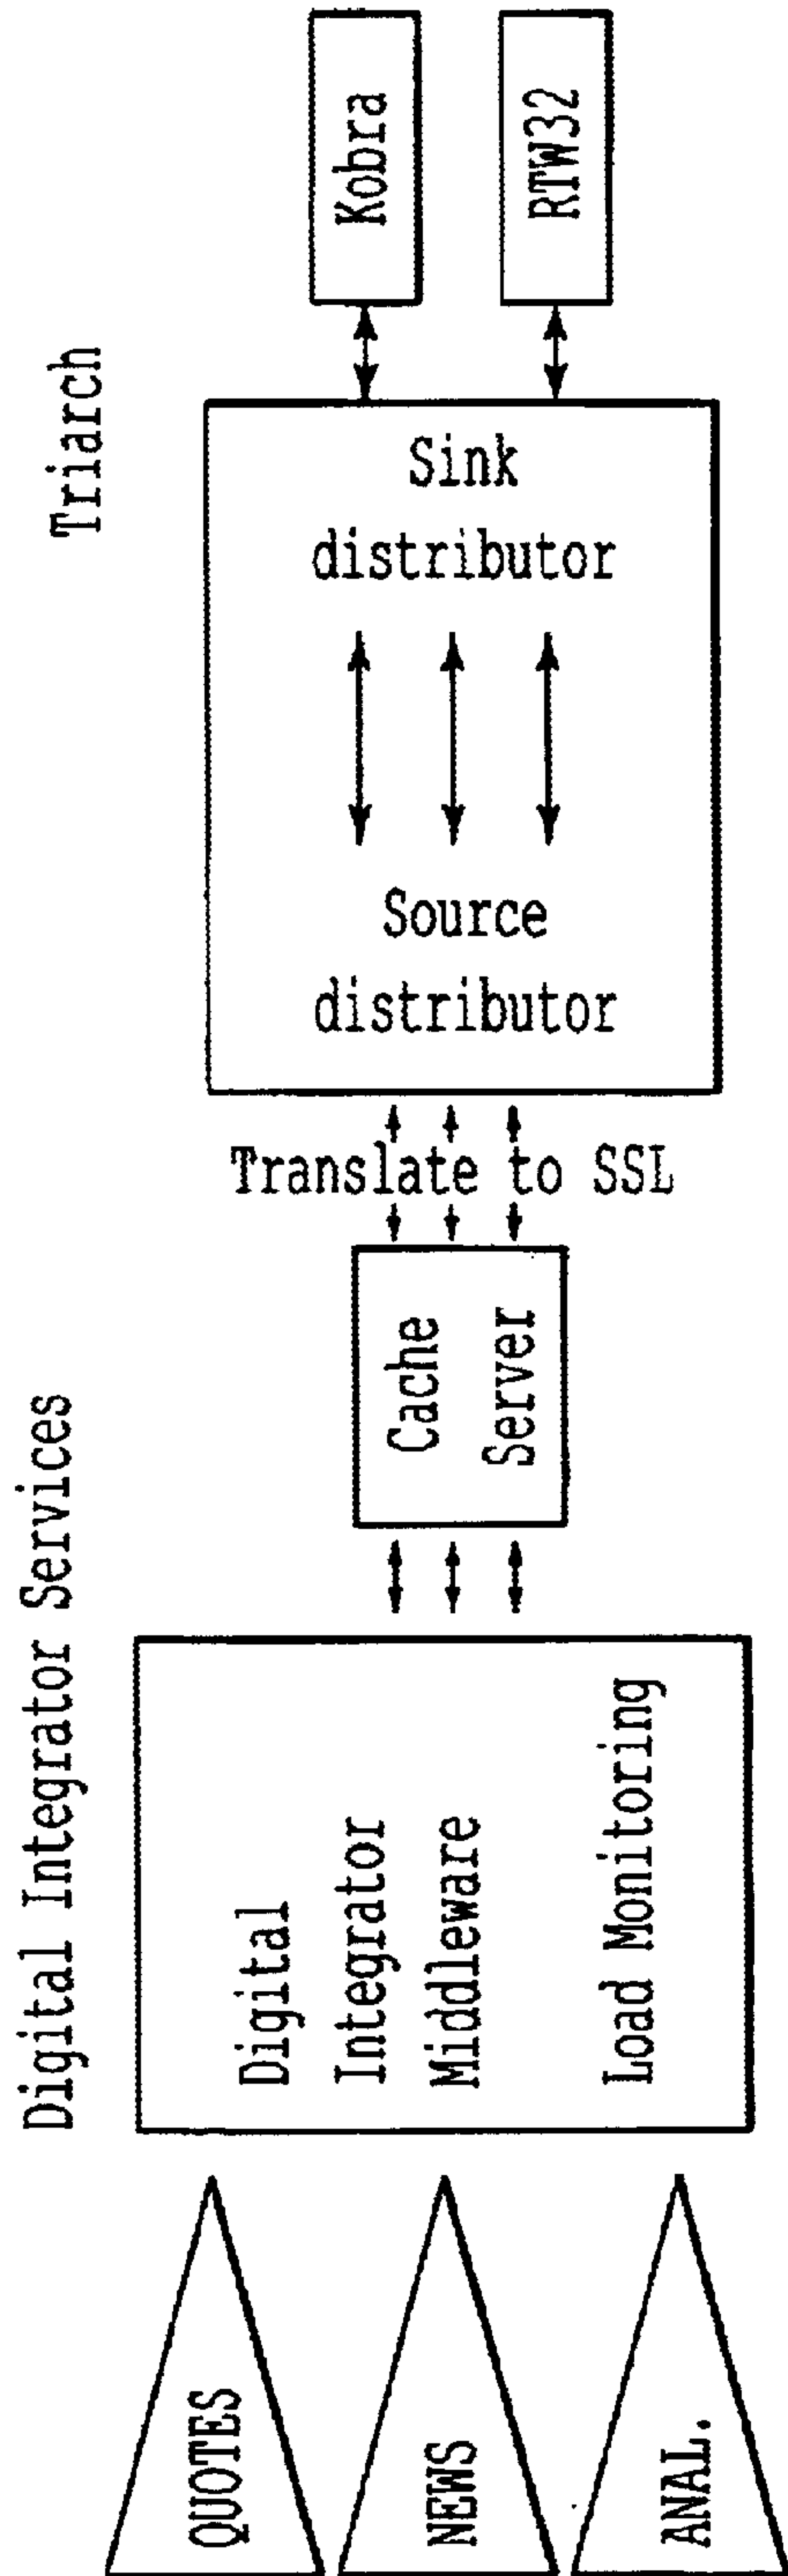 Digital Integrator Services
Triarch
QUOTES
NEWS
ANAL.
Digital
Integrator
Middleware
Load Monitoring
Cache
Server
Translate to SSL
Source
distributor
Sink
distributor
Kobra
RTW32